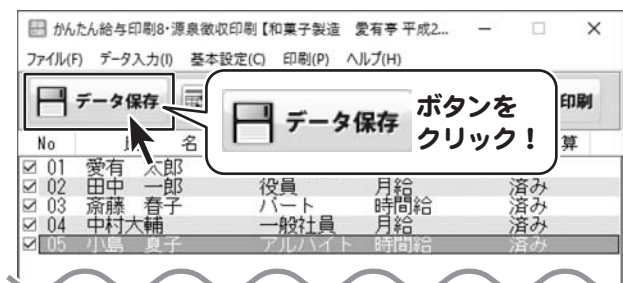 かんたん給与印刷8・源泉徴収印刷【和菓子製造 愛有亭 平成2...
ファイル(F) データ入力(I) 基本設定(C) 印刷(P) ヘルプ(H)
データ保存 印刷
データ保存 ボタンを
クリック！
No 名 算
01 愛有 太郎
02 田中 一郎 役員 月給 済み
03 斎藤 春子 パート 時間給 済み
04 中村大輔 一般社員 月給 済み
05 小島 夏子 アルバイト 時間給 済み